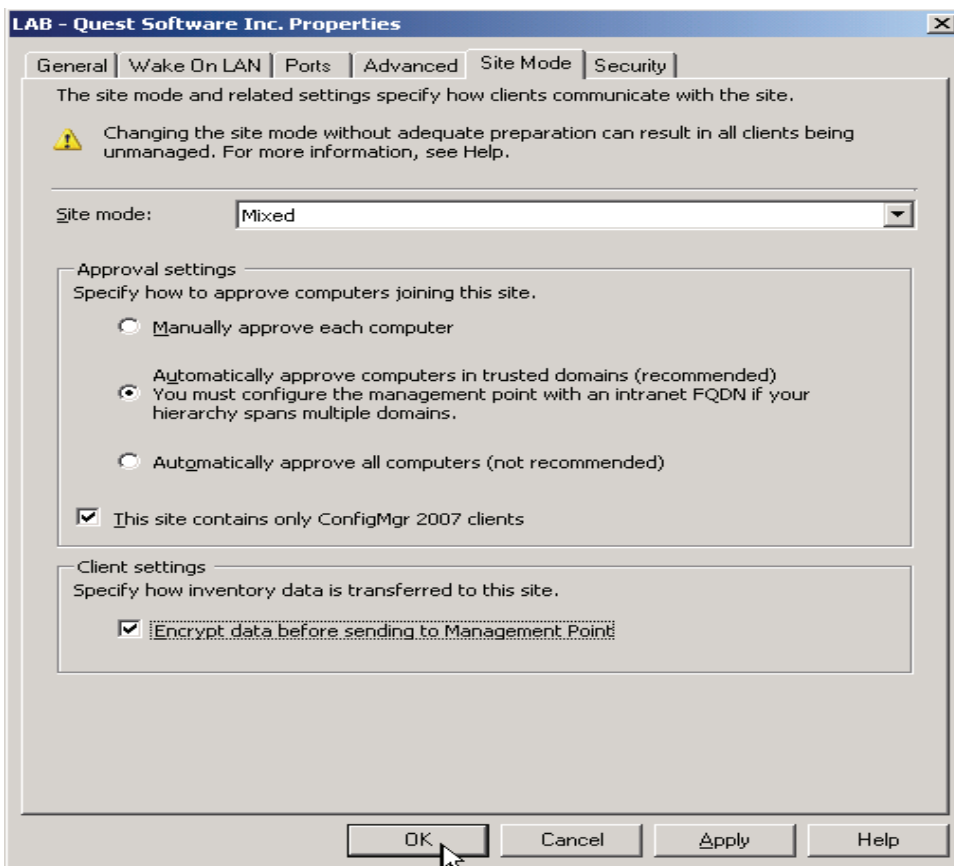 LAB - Quest Software Inc. Properties
General
Wake On LAN
Ports
Advanced
Site Mode
Security
The site mode and related settings specify how clients communicate with the site.
Changing the site mode without adequate preparation can result in all clients being
unmanaged. For more information, see Help.
Site mode:
Mixed
Approval settings
Specify how to approve computers joining this site.
Manually approve each computer
Automatically approve computers in trusted domains (recommended)
You must configure the management point with an intranet FQDN if your
hierarchy spans multiple domains.
Automatically approve all computers (not recommended)
This site contains only ConfigMgr 2007 clients
Client settings
Specify how inventory data is transferred to this site.
Encrypt data before sending to Management Point
OK
Cancel
Apply
Help